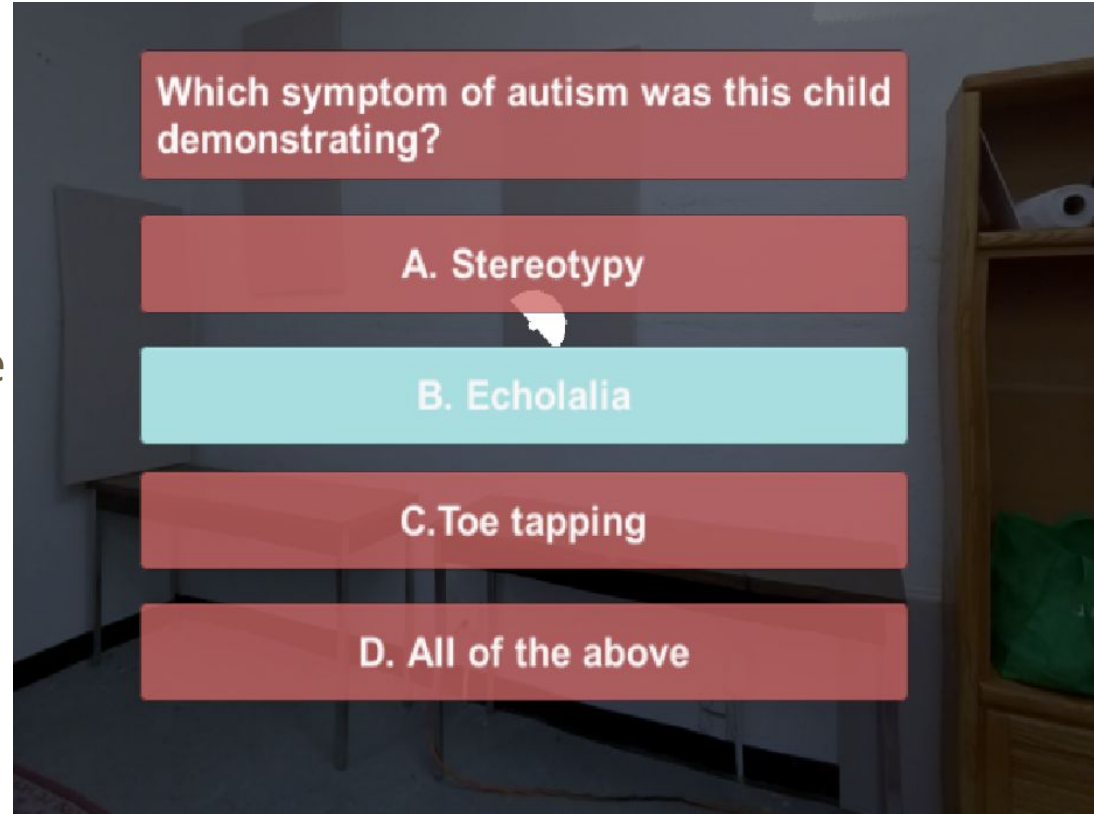 Which symptom of autism was this child
demonstrating?
A. Stereotypy
B. Echolalia
C.Toe tapping
D. All of the above